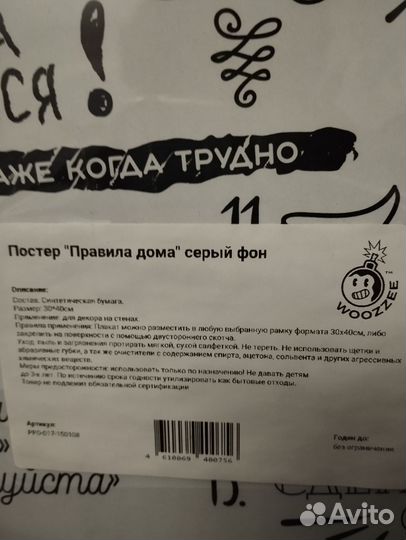 А
СЯ!
АЖЕ КОГДА ТРУДНО
11.
Постер "Правила дома" серый фон
WOOZZEE
Описание:
Состав: Синтетическая бумага.
Размер: 30*40см
Применение: для декора на стенах.
Правила применения: Плакат можно разместить в любую выбранную рамку формата 30х40см, либо
закрепить на поверхности с помощью двустороннего скотча.
Уход: пыль и загрязнения протирать мягкой, сухой салфеткой. Не тереть. Не использовать щетки и
абразивные губки, а так же очистители с содержанием спирта, ацетона, сольвента и других агрессивных
химических веществ.
Меры предосторожности: использовать только по назначению! Не давать детям
до 3-х лет. По истечению срока годности утилизировать как бытовые отходы.
Товар не подлежит обязательной сертификации
Артикул:
Годен до:
без ограничения
4 610069 400756
уйста»
13.
Avito